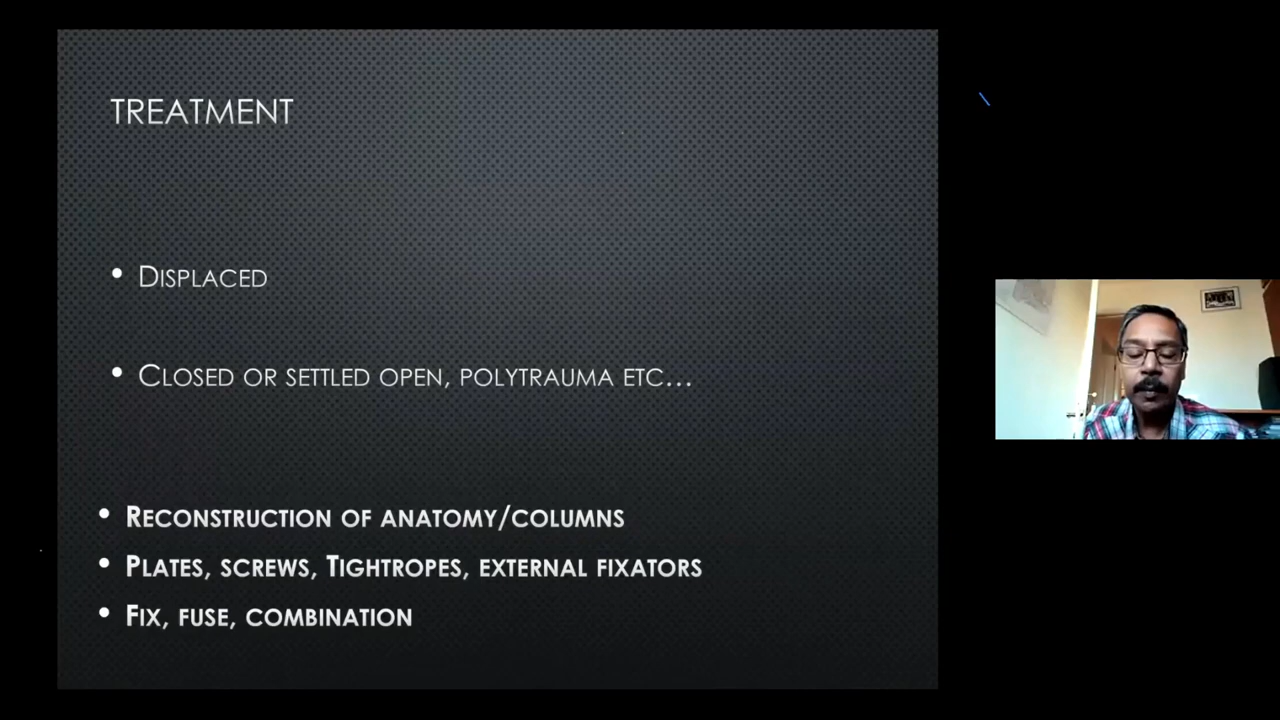 TREATMENT
• DISPLACED
• CLOSED OR SETTLED OPEN, POLYTRAUMA ETC...
• RECONSTRUCTION OF ANATOMY/COLUMNS
• PLATES, SCREWS, TIGHTROPES, EXTERNAL FIXATORS
• FIX, FUSE, COMBINATION